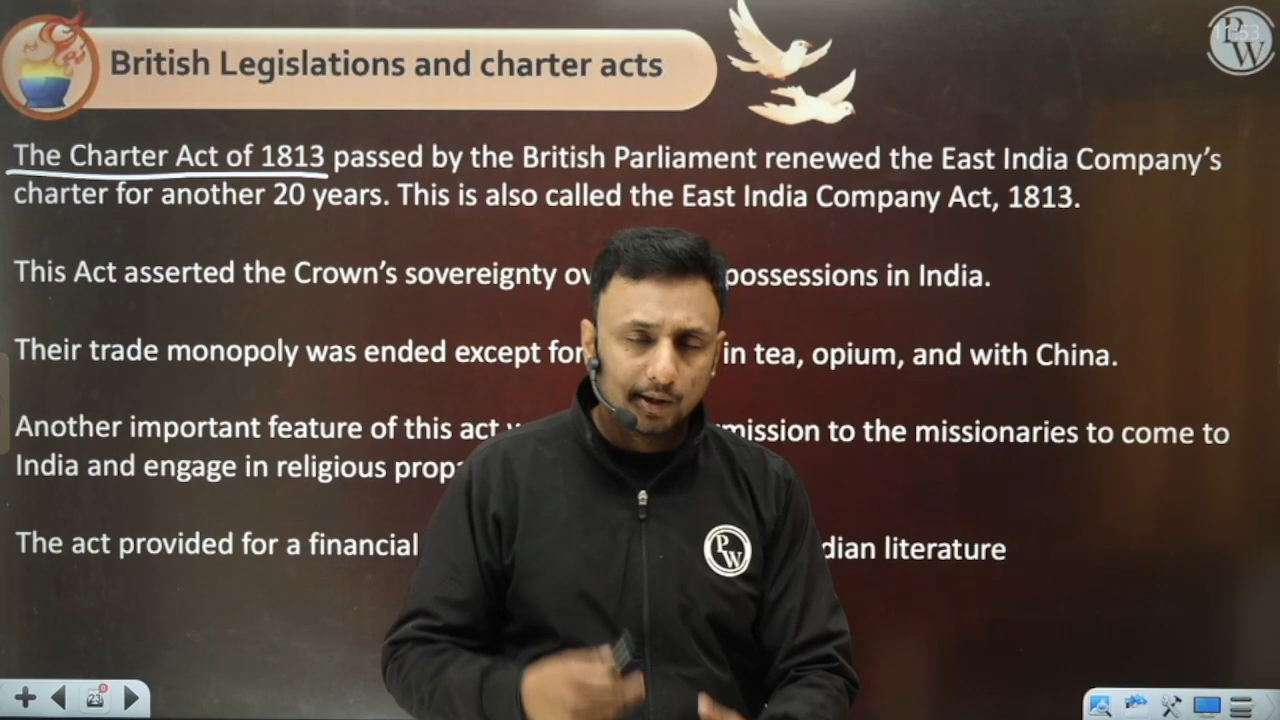 British Legislations and charter acts
PW
The Charter Act of 1813 passed by the British Parliament renewed the East India Company’s
charter for another 20 years. This is also called the East India Company Act, 1813.
This Act asserted the Crown’s sovereignty possessions in India.
Their trade monopoly was ended except for in tea, opium, and with China.
Another important feature of this act to the missionaries to come to
India and engage in religious
The act provided for a financial literature
PW
23